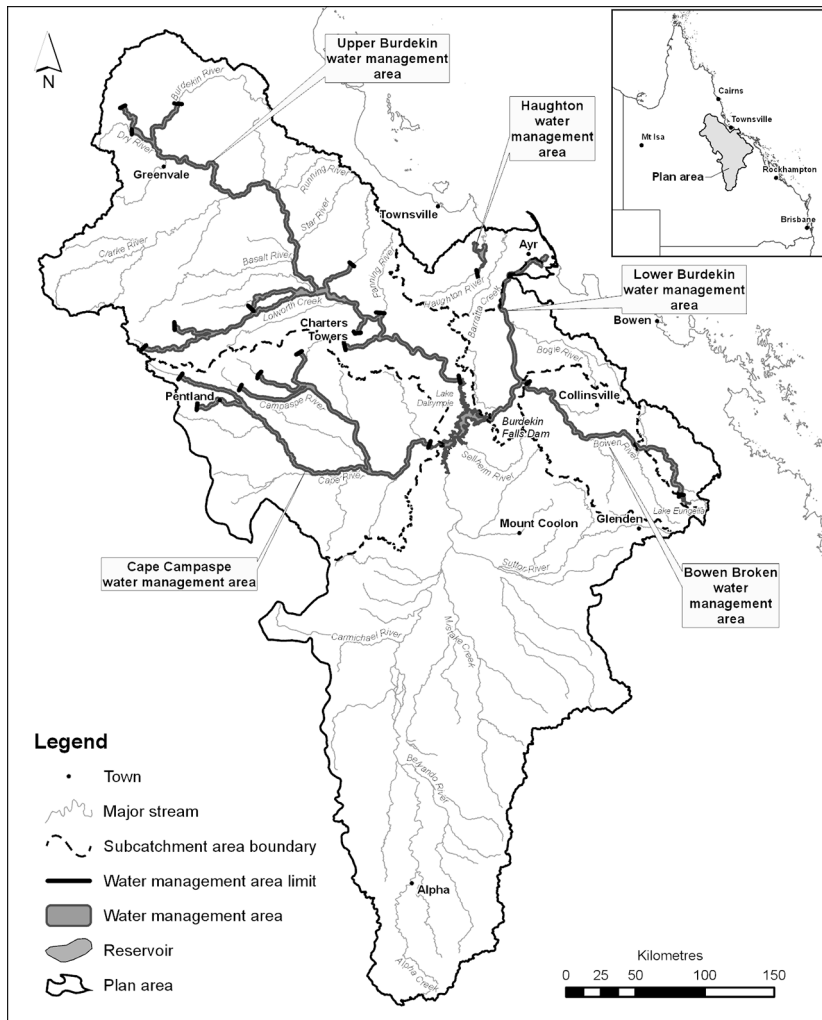 Upper Burdekin
water management
area
N
Burdekin River
Dry River
Greenvale
Running River
Star River
Clarke River
Basalt River
Fanning River
Lolworth Creek
Townsville
Haughton
water
management
area
Ayr
Haughton River
Barratta Creek
Lower Burdekin
water management
area
Cairns
Townsville
Mt Isa
Plan area
Rockhampton
Brisbane
Charters
Towers
Bowen
Bogie River
Pentland
Campaspe River
Lake
Dalrymple
Collinsville
Burdekin
Falls Dam
Bowen River
Sellheim River
Cape River
Lake Eungella
Mount Coolon
Glenden
Cape Campaspe
water management area
Suttor River
Bowen Broken
water
management
area
Carmichael River
Mistake Creek
Belyando River
Alpha
Alpha Creek
Legend
Town
Major stream
Subcatchment area boundary
Water management area limit
Water management area
Reservoir
Plan area
Kilometres
0 25 50 100 150